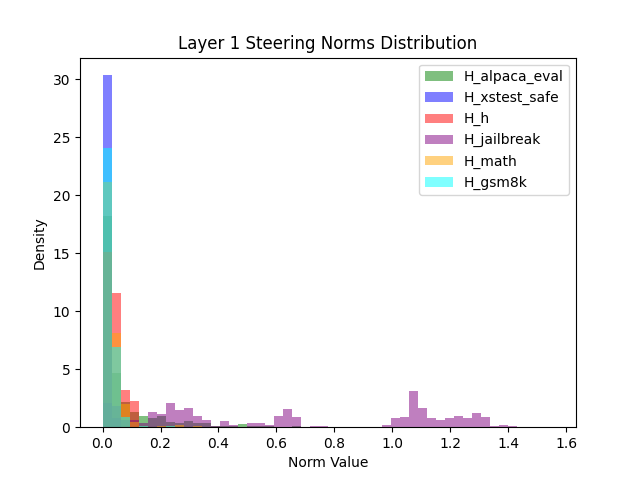 Layer 1 Steering Norms Distribution
H_alpaca_eval
H_xstest_safe
H_h
H_jailbreak
H_math
H_gsm8k
Density
30
25
20
15
10
5
0
0.0 0.2 0.4 0.6 0.8 1.0 1.2 1.4 1.6
Norm Value